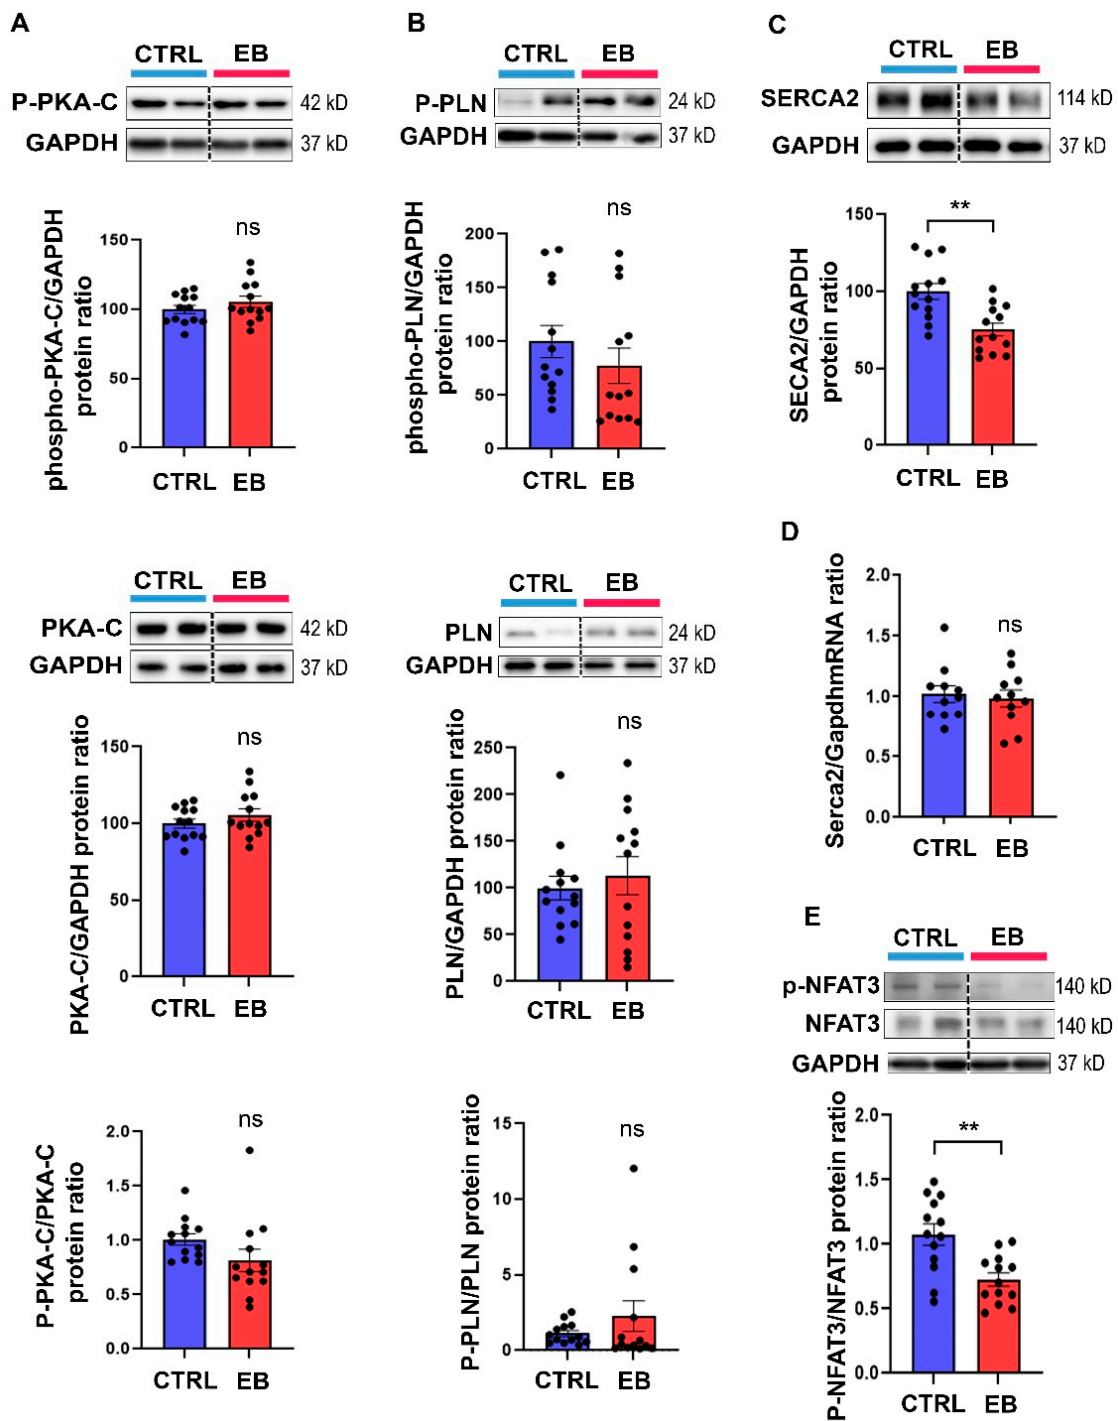 A
CTRL EB
P-PKA-C 42 kD
GAPDH 37 kD
phospho-PKA-C/GAPDH
protein ratio
ns
150
100
50
0
CTRL EB
CTRL EB
PKA-C 42 kD
GAPDH 37 kD
PKA-C/GAPDH protein ratio
ns
150
100
50
0
CTRL EB
P-PKA-C/PKA-C
protein ratio
ns
2.0
1.5
1.0
0.5
0.0
CTRL EB
B
CTRL EB
P-PLN 24 kD
GAPDH 37 kD
phospho-PLN/GAPDH
protein ratio
ns
200
150
100
50
0
CTRL EB
CTRL EB
PLN 24 kD
GAPDH 37 kD
PLN/GAPDH protein ratio
ns
250
200
150
100
50
0
CTRL EB
P-PLN/PLN protein ratio
ns
15
10
5
0
CTRL EB
C
CTRL EB
SERCA2 114 kD
GAPDH 37 kD
SECA2/GAPDH
protein ratio
**
150
100
50
0
CTRL EB
D
Serca2/GapdhmRNA ratio
ns
2.0
1.5
1.0
0.5
0.0
CTRL EB
E
CTRL EB
p-NFAT3 140 kD
NFAT3 140 kD
GAPDH 37 kD
P-NFAT3/NFAT3 protein ratio
**
2.0
1.5
1.0
0.5
0.0
CTRL EB